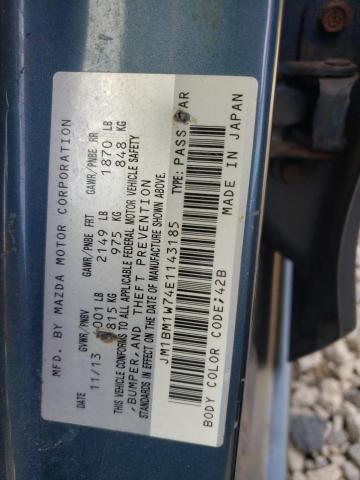 MFD. BY MAZDA MOTOR CORPORATION
GVWR/PNBV GAWR/PNBE FRT GAWR/PNBE RR
DATE 001 LB 2149 LB 1870 LB
11/13 815 KG 975 KG 848 KG
THIS VEHICLE CONFORMS TO ALL APPLICABLE FEDERAL MOTOR VEHICLE SAFETY
,BUMPER,AND THEFT PREVENTION
STANDARDS IN EFFECT ON THE DATE OF MANUFACTURE SHOWN ABOVE.
JM1BM1W74E1143185 TYPE: PASS CAR
BODY COLOR CODE;42B MADE IN JAPAN